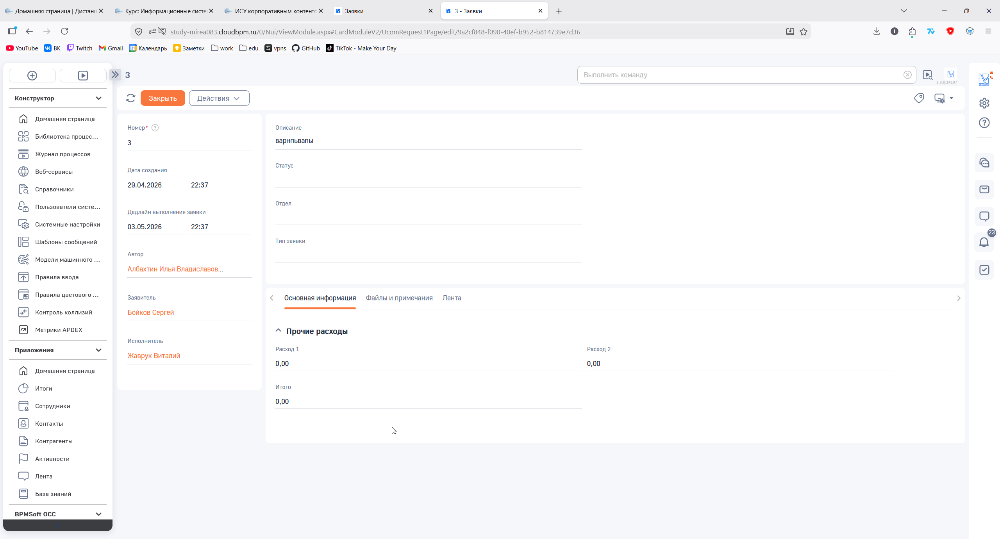 Домашняя страница | Дистанц
Курс: Информационные систе
ИСУ корпоративным контенто
Заявки
3 - Заявки
study-mirea083.cloudbpm.ru/0/Nui/ViewModule.aspx#CardModuleV2/UcomRequest1Page/edit/9a2cf848-f090-40ef-b952-b814739e7d36
YouTube
ВК
Twitch
Gmail
Календарь
Заметки
work
edu
vpns
GitHub
TikTok - Make Your Day
3
Выполнить команду
1.8.0.14107
ЮКОМС
Закрыть
Действия
Конструктор
Домашняя страница
Библиотека процес...
Журнал процессов
Веб-сервисы
Справочники
Пользователи систе...
Системные настройки
Шаблоны сообщений
Модели машинного ...
Правила ввода
Правила цветового ...
Контроль коллизий
Метрики APDEX
Приложения
Домашняя страница
Итоги
Сотрудники
Контакты
Контрагенты
Активности
Лента
База знаний
BPMSoft ОСС
Номер*
3
Дата создания
29.04.2026 22:37
Дедлайн выполнения заявки
03.05.2026 22:37
Автор
Албахтин Илья Владиславов...
Заявитель
Бойков Сергей
Исполнитель
Жаврук Виталий
Описание
варнпьвапы
Статус
Отдел
Тип заявки
Основная информация
Файлы и примечания
Лента
Прочие расходы
Расход 1
0,00
Расход 2
0,00
Итого
0,00
23